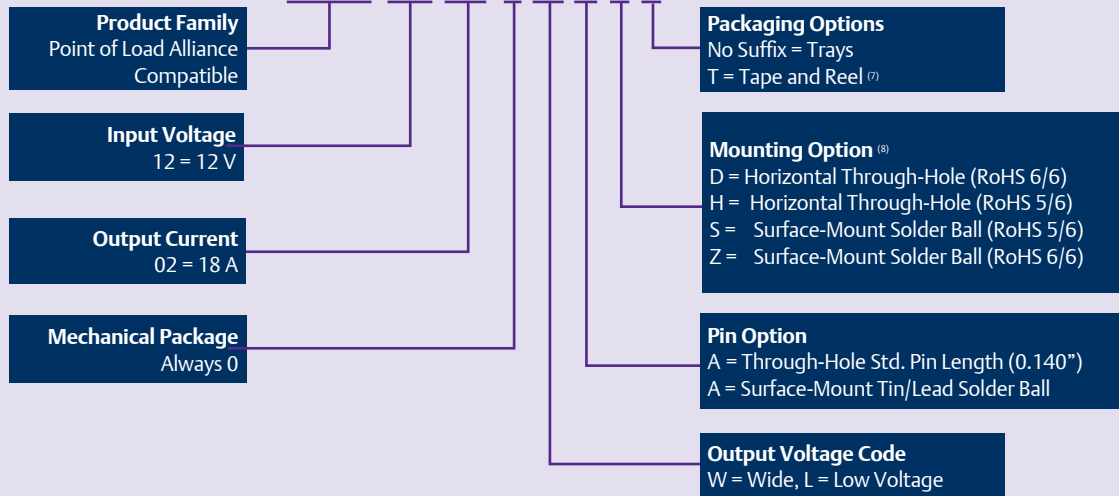 Product Family
Point of Load Alliance
Compatible
Input Voltage
12 = 12 V
Output Current
02 = 18 A
Mechanical Package
Always 0
Packaging Options
No Suffix = Trays
T = Tape and Reel (7)
Mounting Option (8)
D = Horizontal Through-Hole (RoHS 6/6)
H = Horizontal Through-Hole (RoHS 5/6)
S = Surface-Mount Solder Ball (RoHS 5/6)
Z = Surface-Mount Solder Ball (RoHS 6/6)
Pin Option
A = Through-Hole Std. Pin Length (0.140”)
A = Surface-Mount Tin/Lead Solder Ball
Output Voltage Code
W = Wide, L = Low Voltage